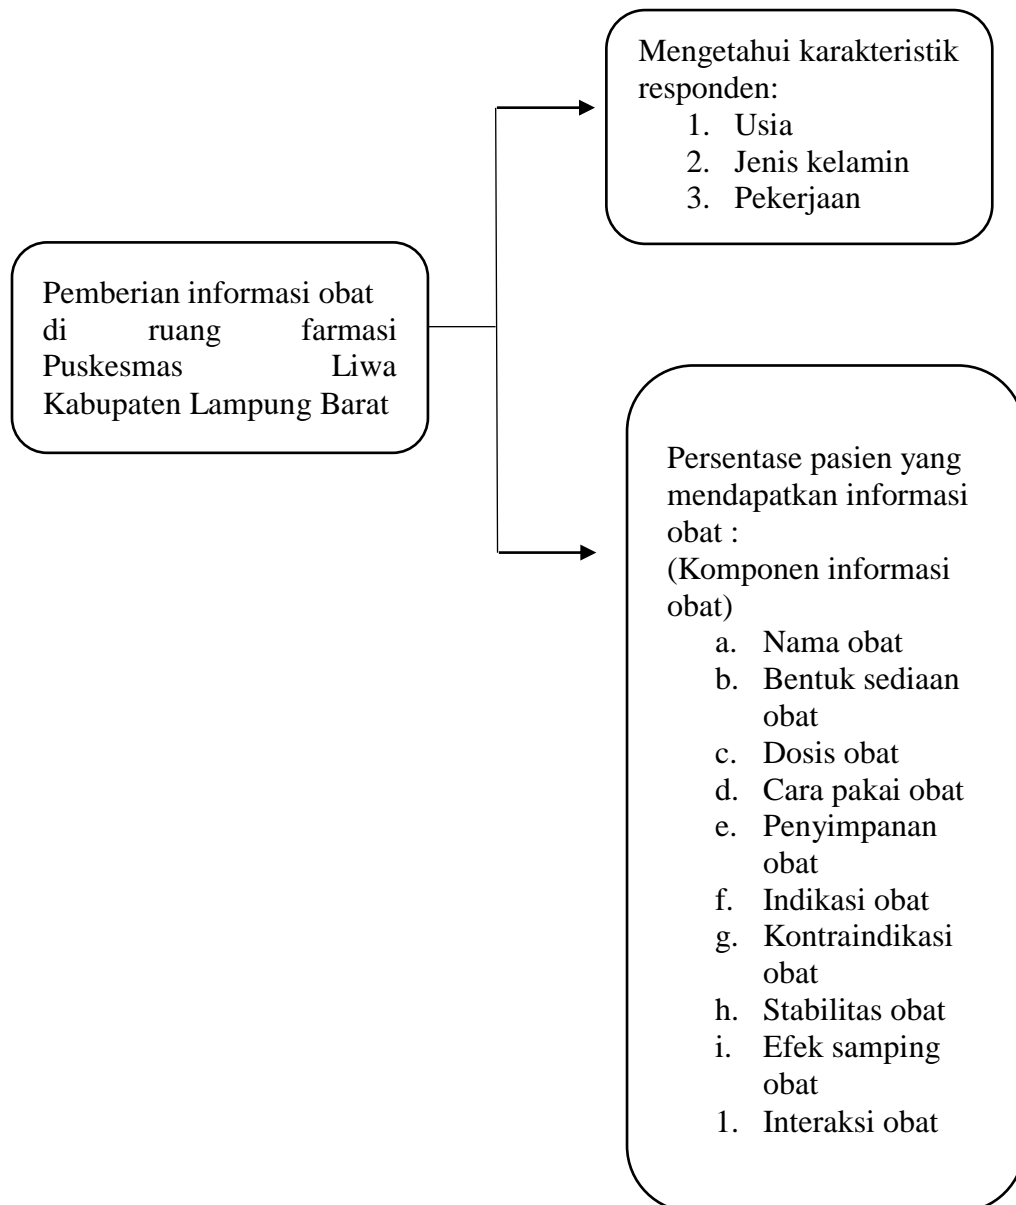 Mengetahui karakteristik
responden:
1. Usia
2. Jenis kelamin
3. Pekerjaan
Pemberian informasi obat
di ruang farmasi
Puskesmas Liwa
Kabupaten Lampung Barat
Persentase pasien yang
mendapatkan informasi
obat :
(Komponen informasi
obat)
a. Nama obat
b. Bentuk sediaan
obat
c. Dosis obat
d. Cara pakai obat
e. Penyimpanan
obat
f. Indikasi obat
g. Kontraindikasi
obat
h. Stabilitas obat
i. Efek samping
obat
1. Interaksi obat